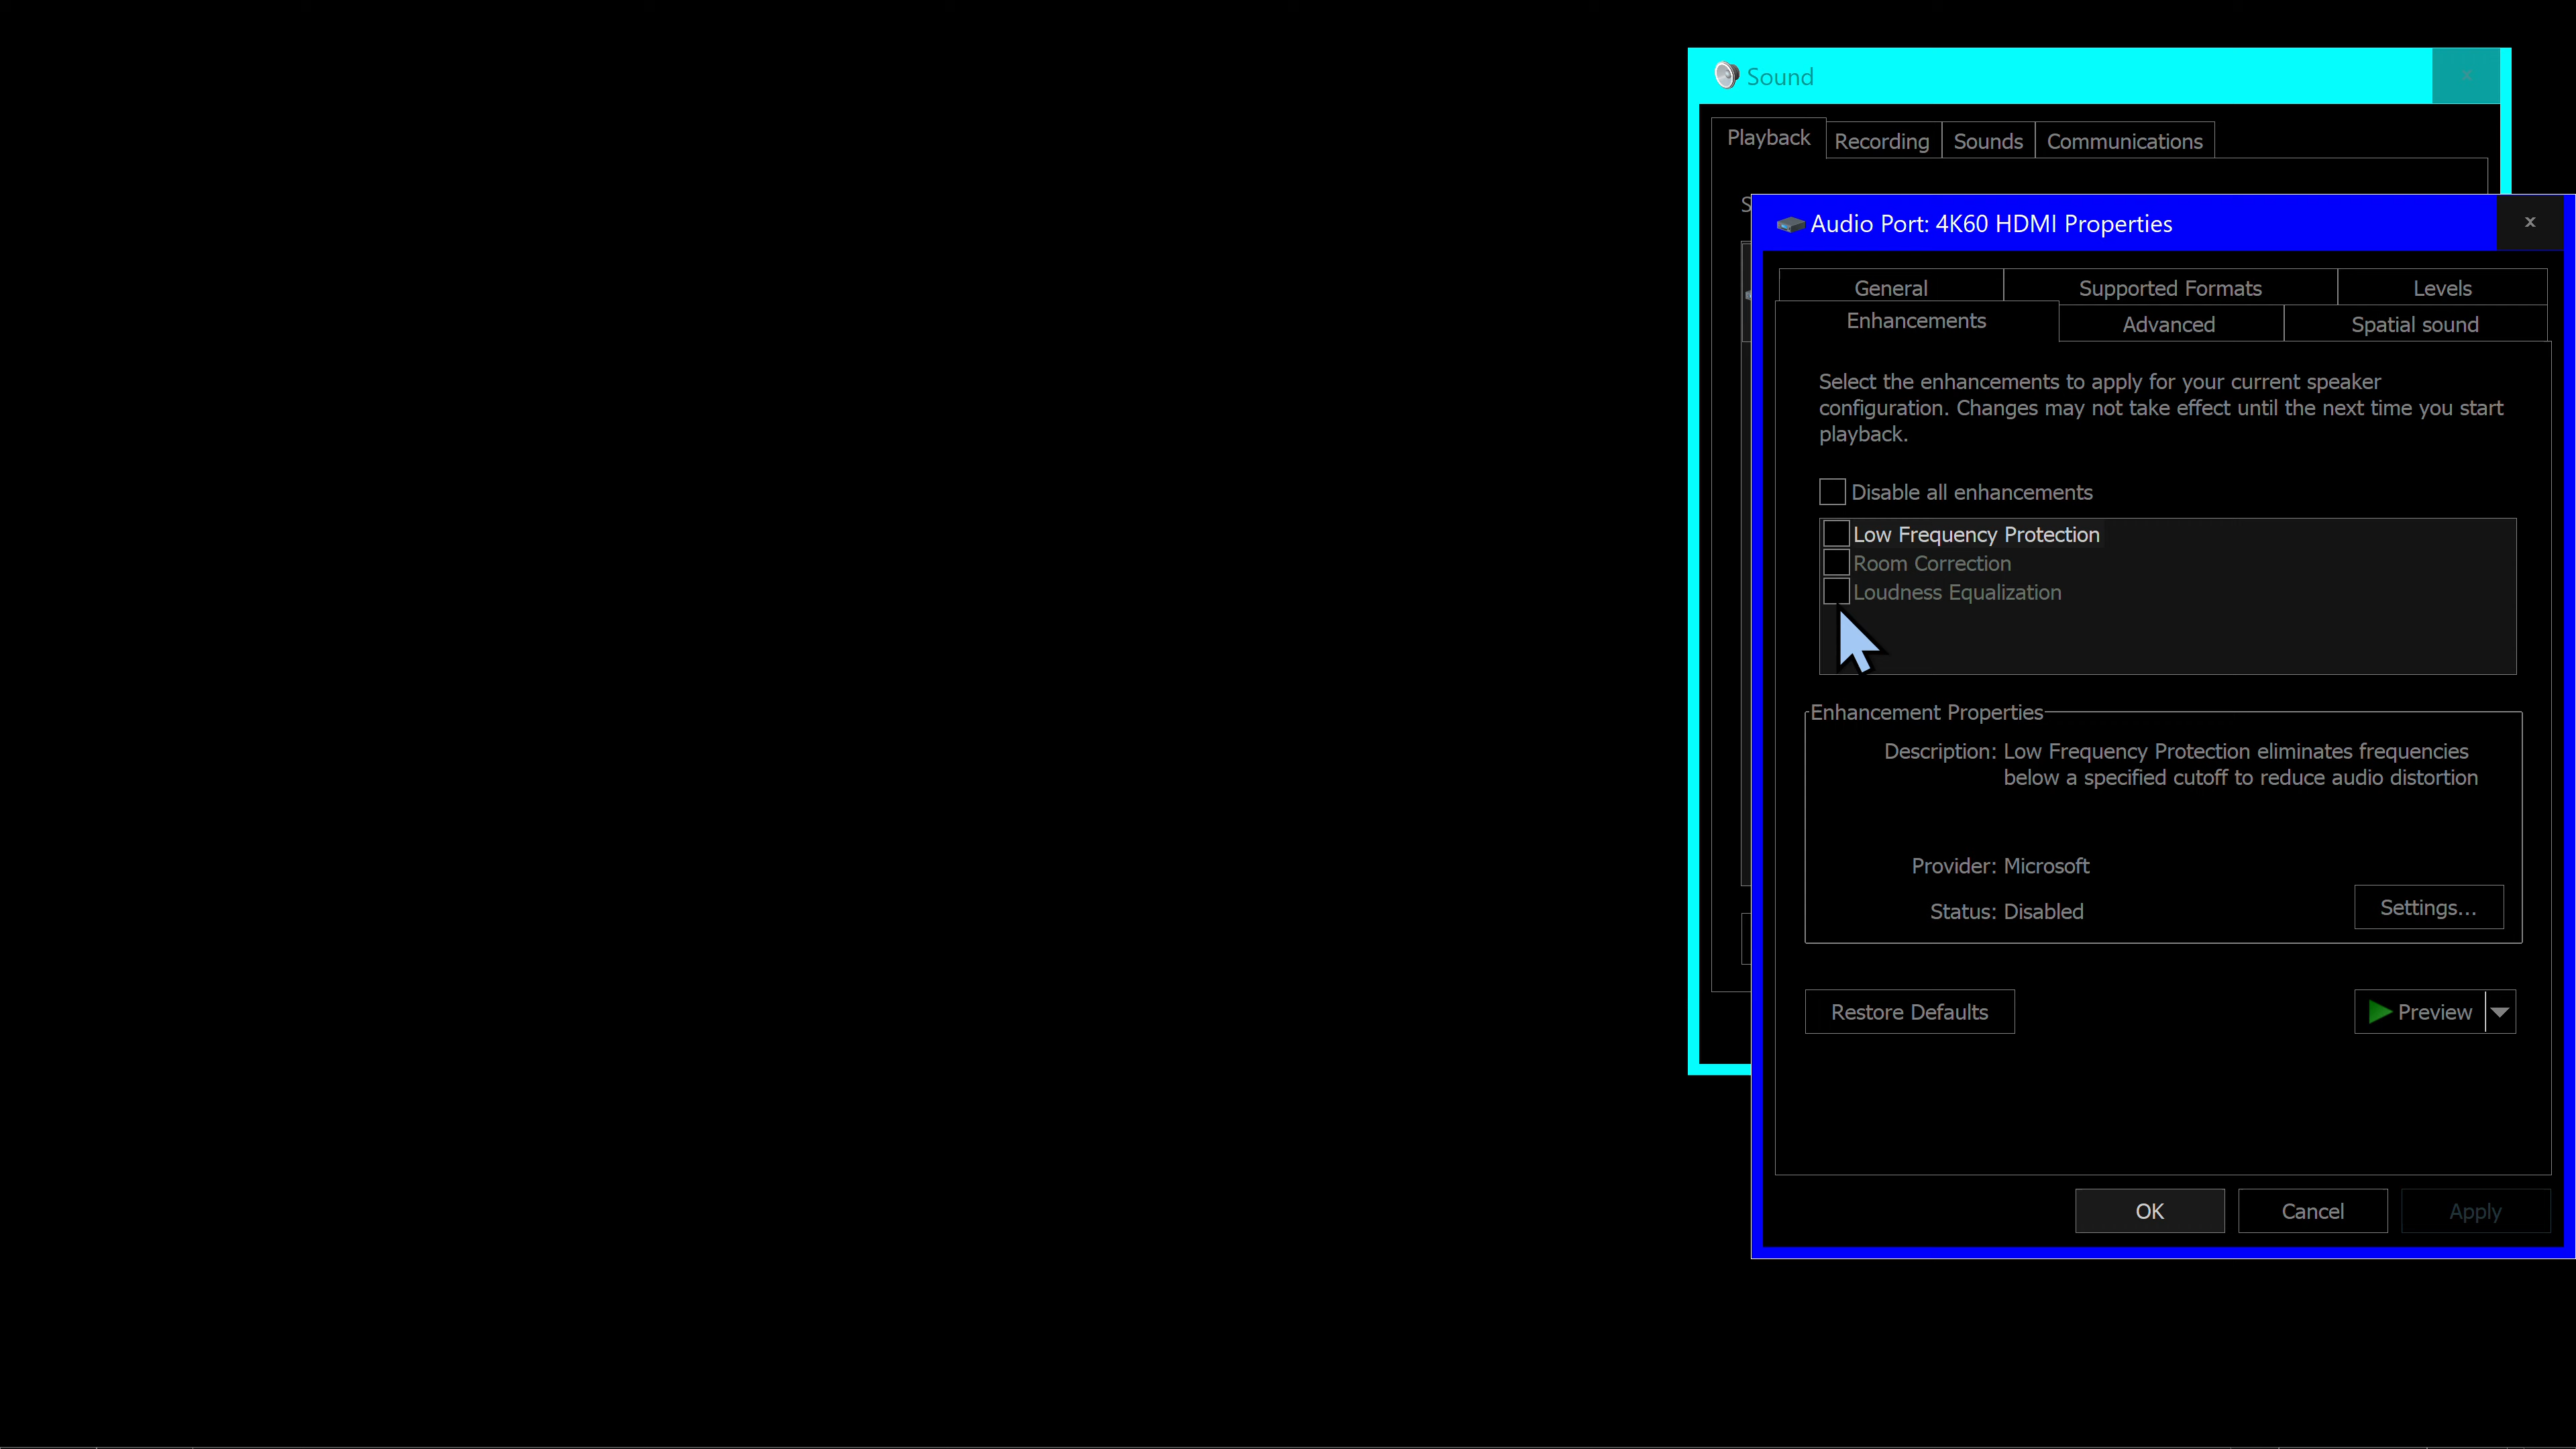 Sound
x
Playback
Recording
Sounds
Communications
S
Audio Port: 4K60 HDMI Properties
x
General
Supported Formats
Levels
Enhancements
Advanced
Spatial sound
Select the enhancements to apply for your current speaker
configuration. Changes may not take effect until the next time you start
playback.
Disable all enhancements
Low Frequency Protection
Room Correction
Loudness Equalization
Enhancement Properties
Description: Low Frequency Protection eliminates frequencies
below a specified cutoff to reduce audio distortion
Provider: Microsoft
Status: Disabled
Settings...
Restore Defaults
Preview
OK
Cancel
Apply